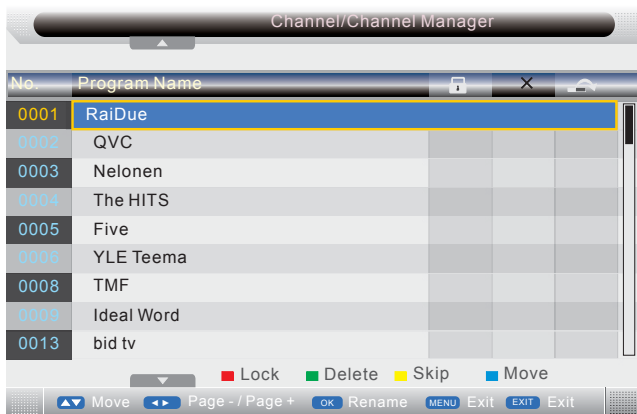 Channel/Channel Manager
No. Program Name
0001 RaiDue
0002 QVC
0003 Nelonen
0004 The HITS
0005 Five
0006 YLE Teema
0008 TMF
0009 Ideal Word
0013 bid tv
Lock Delete Skip Move
Move Page - / Page + OK Rename MENU Exit EXIT Exit